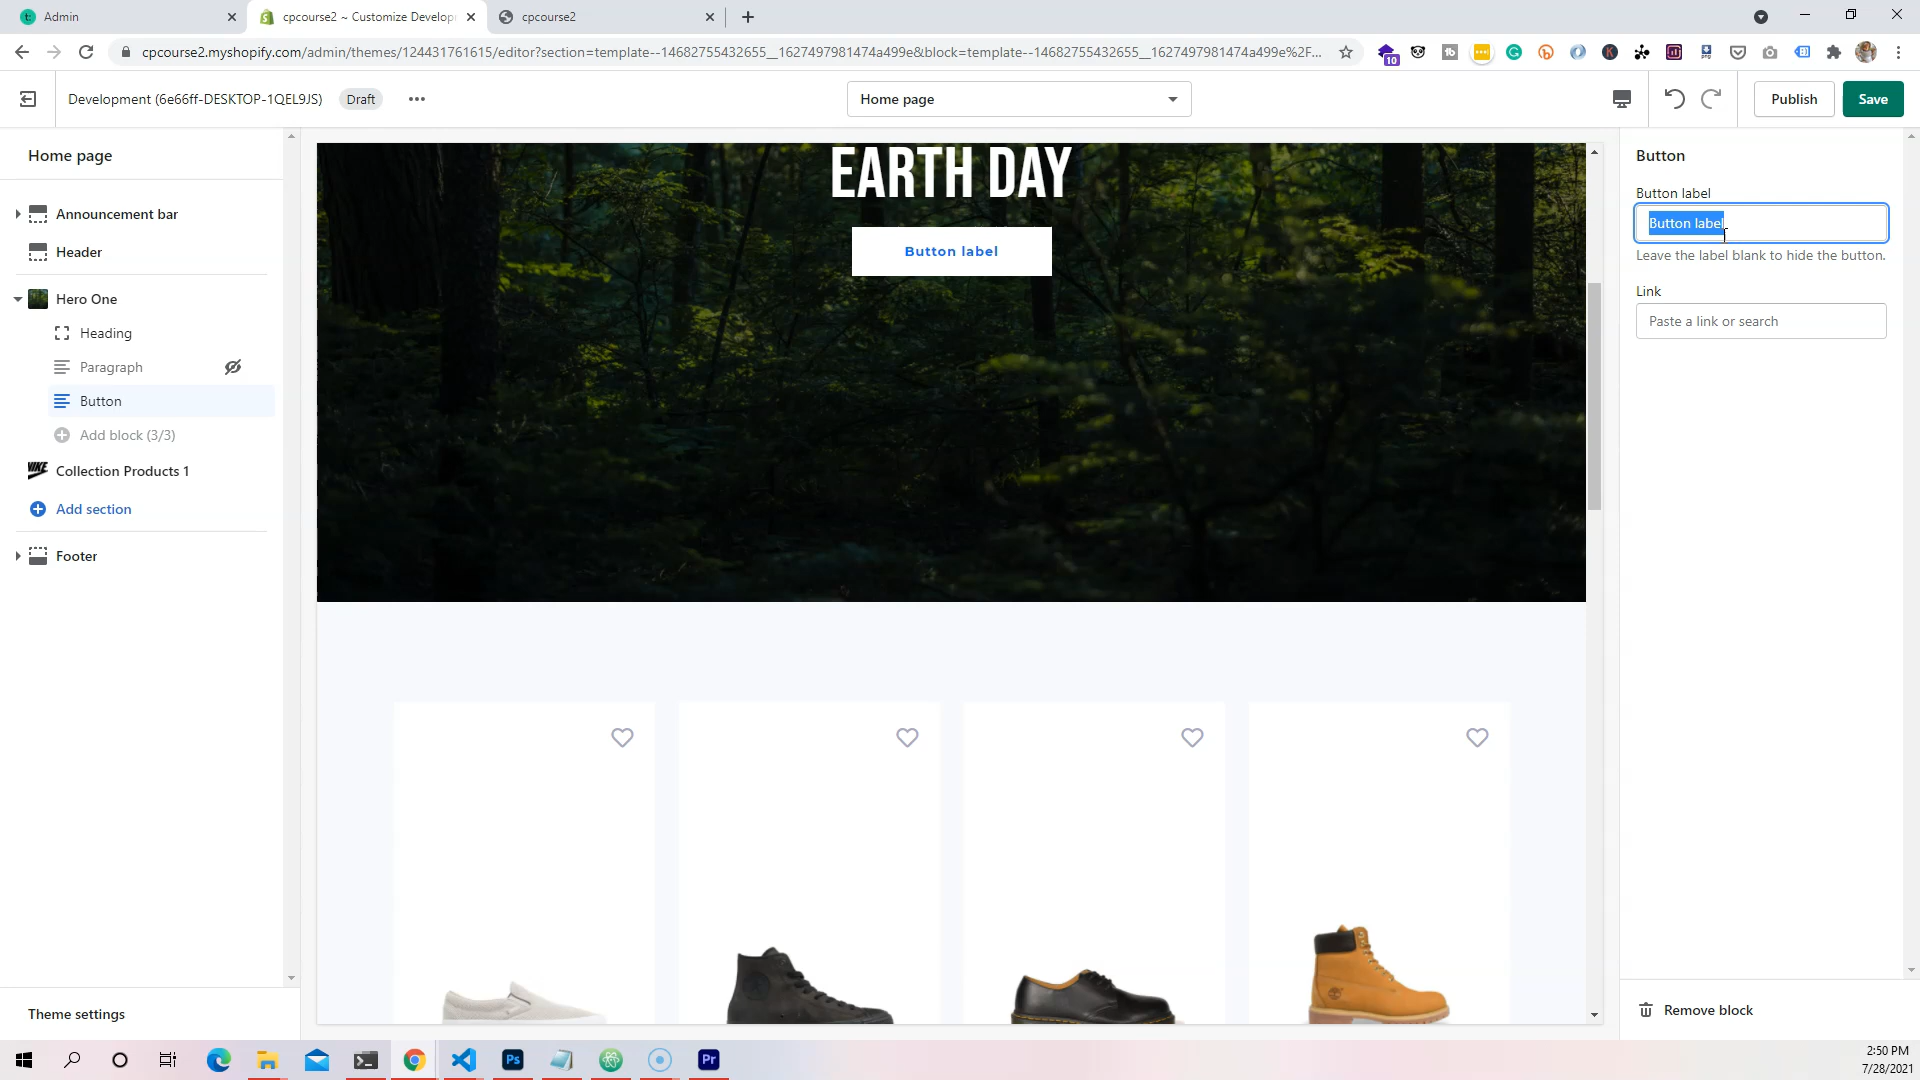 Admin
cpcourse2 ~ Customize Develop
cpcourse2
cpcourse2.myshopify.com/admin/themes/124431761615/editor?section=template--14682755432655__1627497981474a499e&block=template--14682755432655__1627497981474a499e%2F...
10
Development (6e66ff-DESKTOP-1QEL9JS)
Draft
Home page
Publish
Save
Home page
Announcement bar
Header
Hero One
Heading
Paragraph
Button
Add block (3/3)
Collection Products 1
Add section
Footer
Theme settings
EARTH DAY
Button label
Button
Button label
Button label
Leave the label blank to hide the button.
Link
Paste a link or search
Remove block
Ps
Pr
2:50 PM
7/28/2021